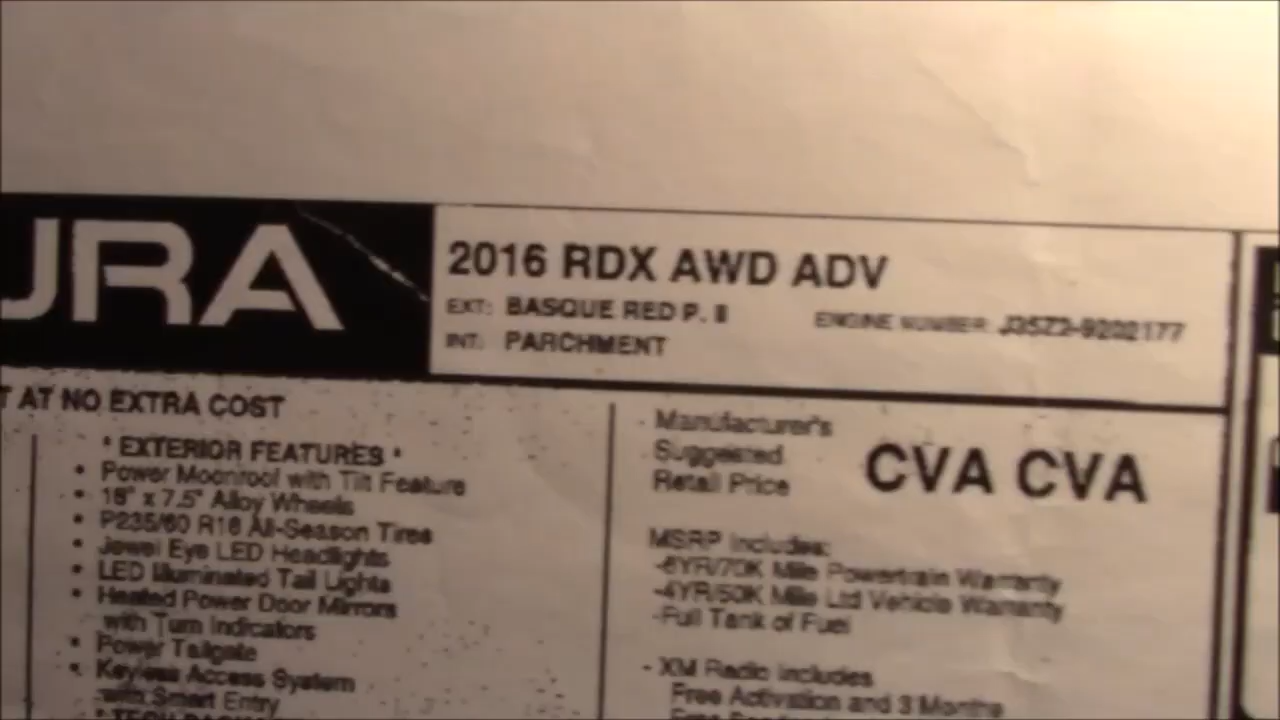 URA
2016 RDX AWD ADV
EXT: BASQUE RED P. II
ENGINE NUMBER: J35Z2-9202177
INT: PARCHMENT
T AT NO EXTRA COST
* EXTERIOR FEATURES *
• Power Moonroof with Tilt Feature
• 18" x 7.5" Alloy Wheels
• P235/60 R18 All-Season Tires
• Jewel Eye LED Headlights
• LED Illuminated Tail Lights
• Heated Power Door Mirrors
with Turn Indicators
• Power Tailgate
• Keyless Access System
with Smart Entry
Manufacturer's
Suggested
Retail Price
CVA CVA
MSRP Includes:
-6YR/70K Mile Powertrain Warranty
-4YR/50K Mile Ltd Vehicle Warranty
-Full Tank of Fuel
- XM Radio Includes
Free Activation and 3 Months